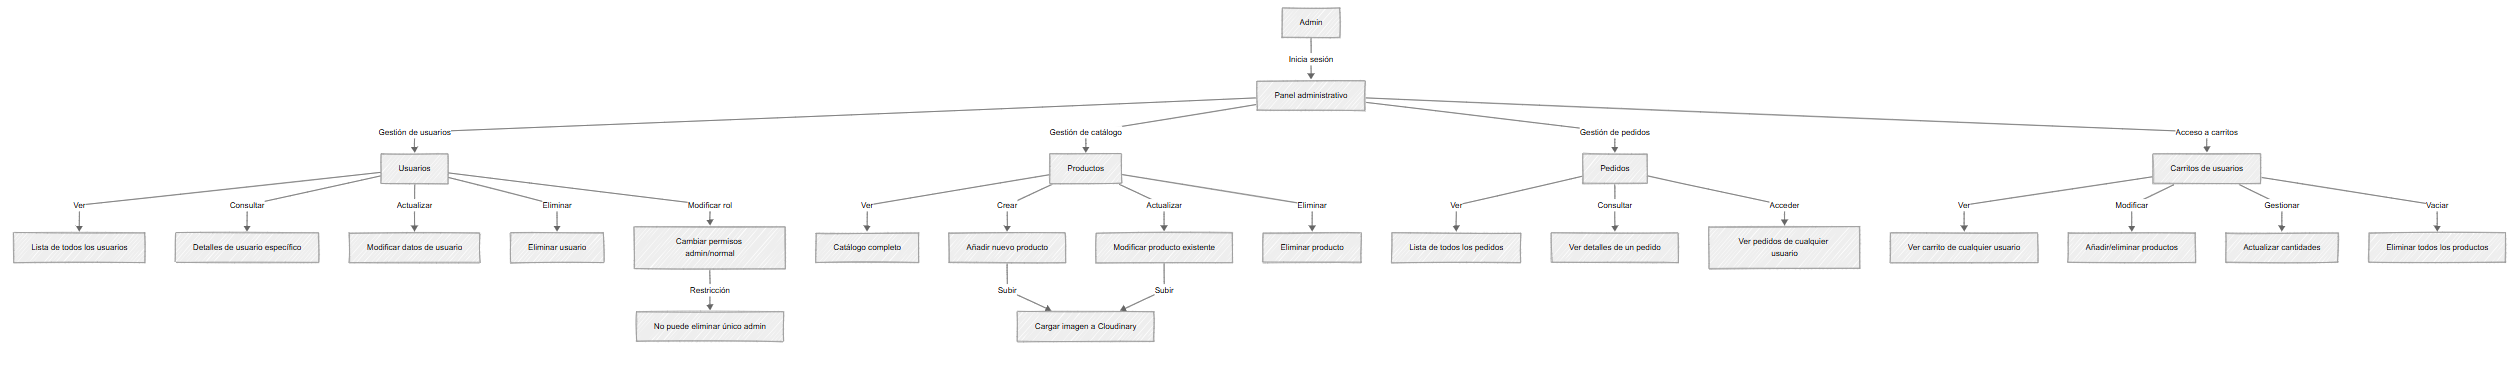 Admin
Inicia sesión
Panel administrativo
Gestión de usuarios
Gestión de catálogo
Gestión de pedidos
Acceso a carritos
Usuarios
Productos
Pedidos
Carritos de usuarios
Ver
Consultar
Actualizar
Eliminar
Modificar rol
Ver
Crear
Actualizar
Eliminar
Ver
Consultar
Acceder
Ver
Modificar
Gestionar
Vaciar
Lista de todos los usuarios
Detalles de usuario específico
Modificar datos de usuario
Eliminar usuario
Cambiar permisos
admin/normal
Catálogo completo
Añadir nuevo producto
Modificar producto existente
Eliminar producto
Lista de todos los pedidos
Ver detalles de un pedido
Ver pedidos de cualquier
usuario
Ver carrito de cualquier usuario
Añadir/eliminar productos
Actualizar cantidades
Eliminar todos los productos
Restricción
Subir
Subir
No puede eliminar único admin
Cargar imagen a Cloudinary